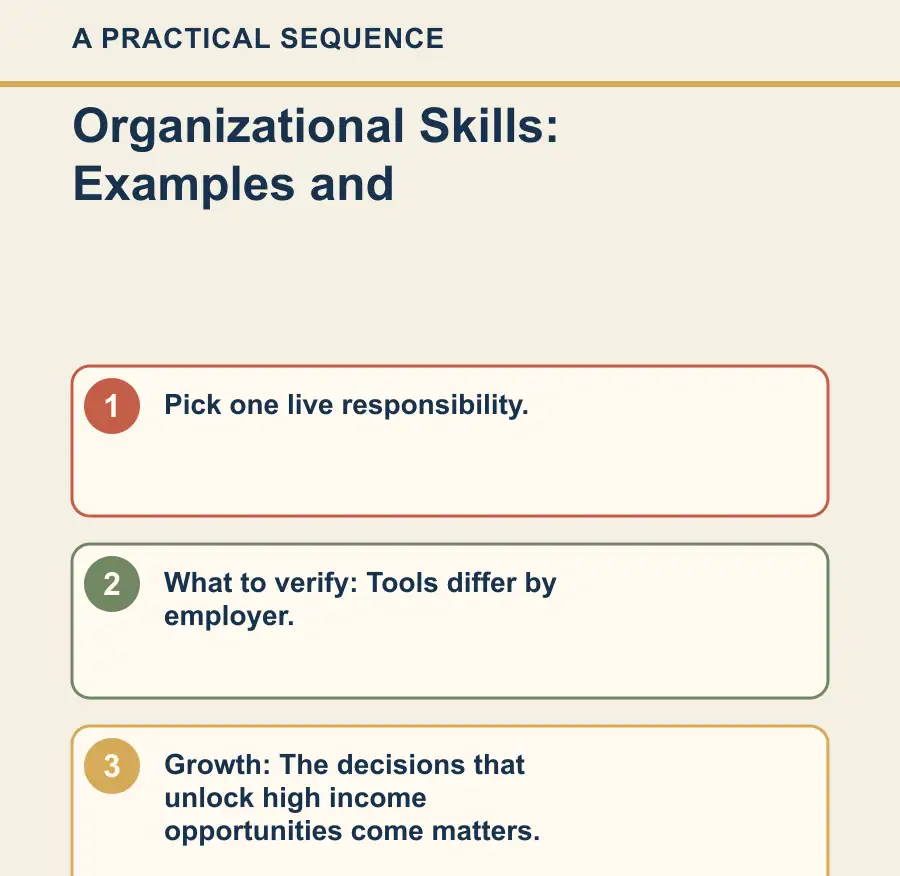 A PRACTICAL SEQUENCE
Organizational Skills:
Examples and
1
Pick one live responsibility.
2
What to verify: Tools differ by
employer.
3
Growth: The decisions that
unlock high income
opportunities come matters.